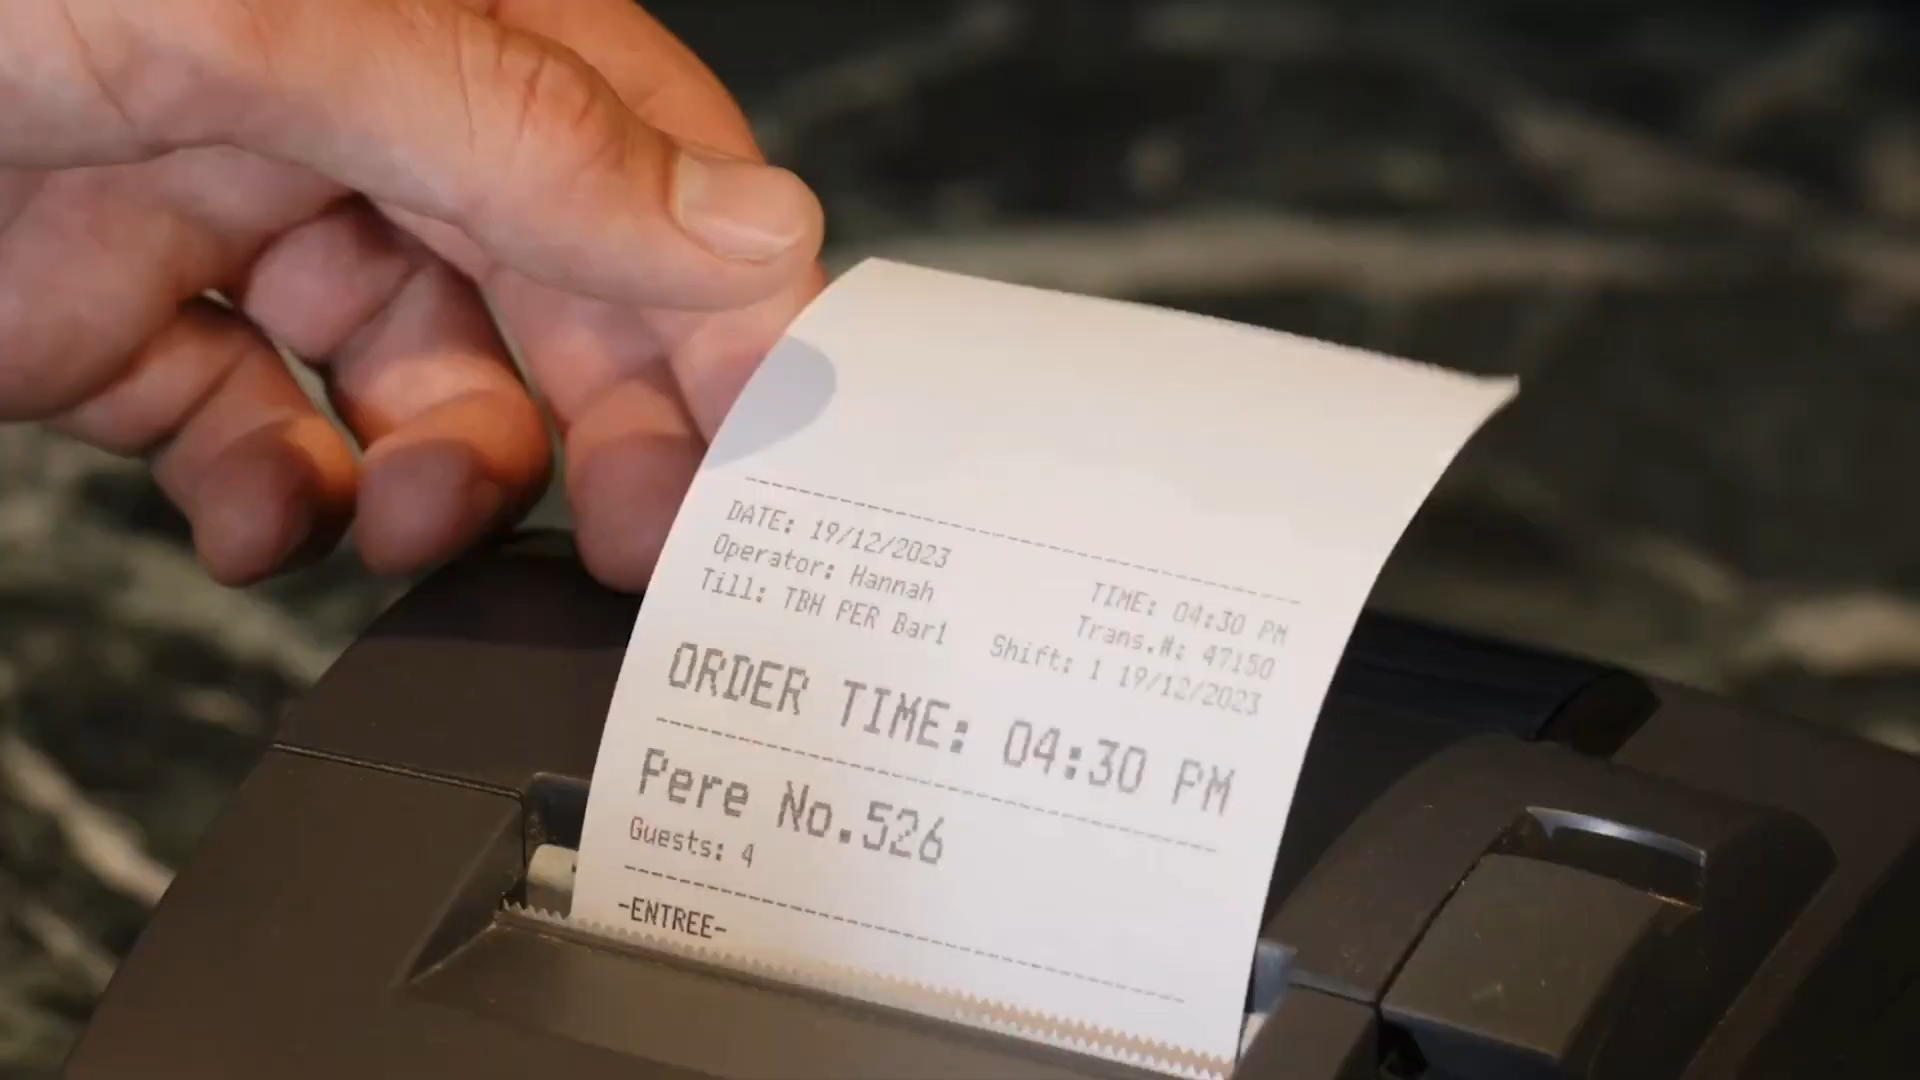 DATE: 19/12/2023 TIME: 04:30 PM
Operator: Hannah Trans.#: 47150
Till: TBH PER Bar1 Shift: 1 19/12/2023
ORDER TIME: 04:30 PM
Pere No.526
Guests: 4
-ENTREE-